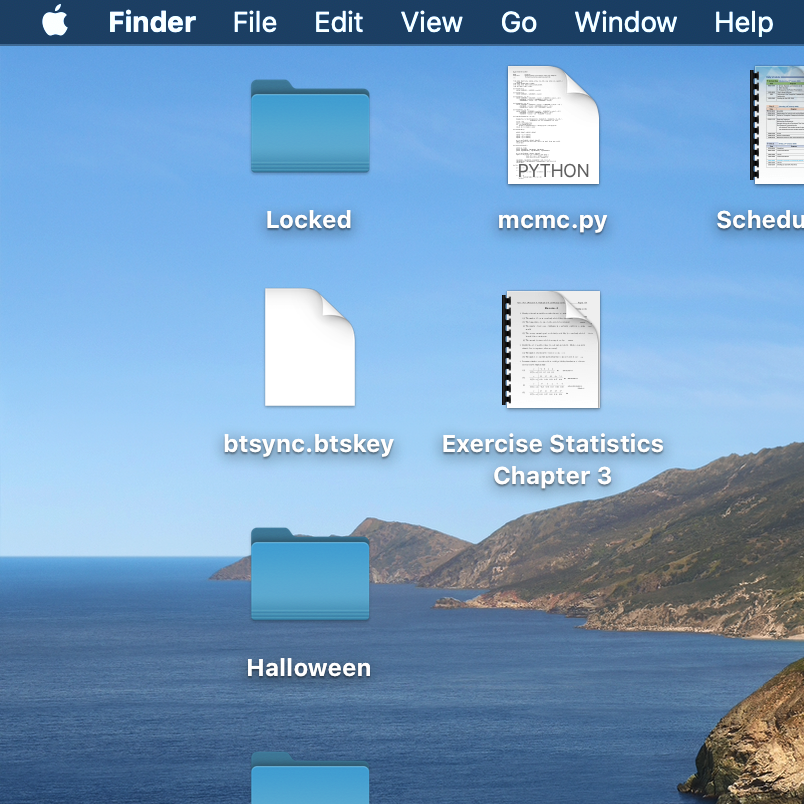 Finder File Edit View Go Window Help
Locked
mcmc.py
PYTHON
Schedu
btsync.btskey
Exercise Statistics
Chapter 3
Halloween